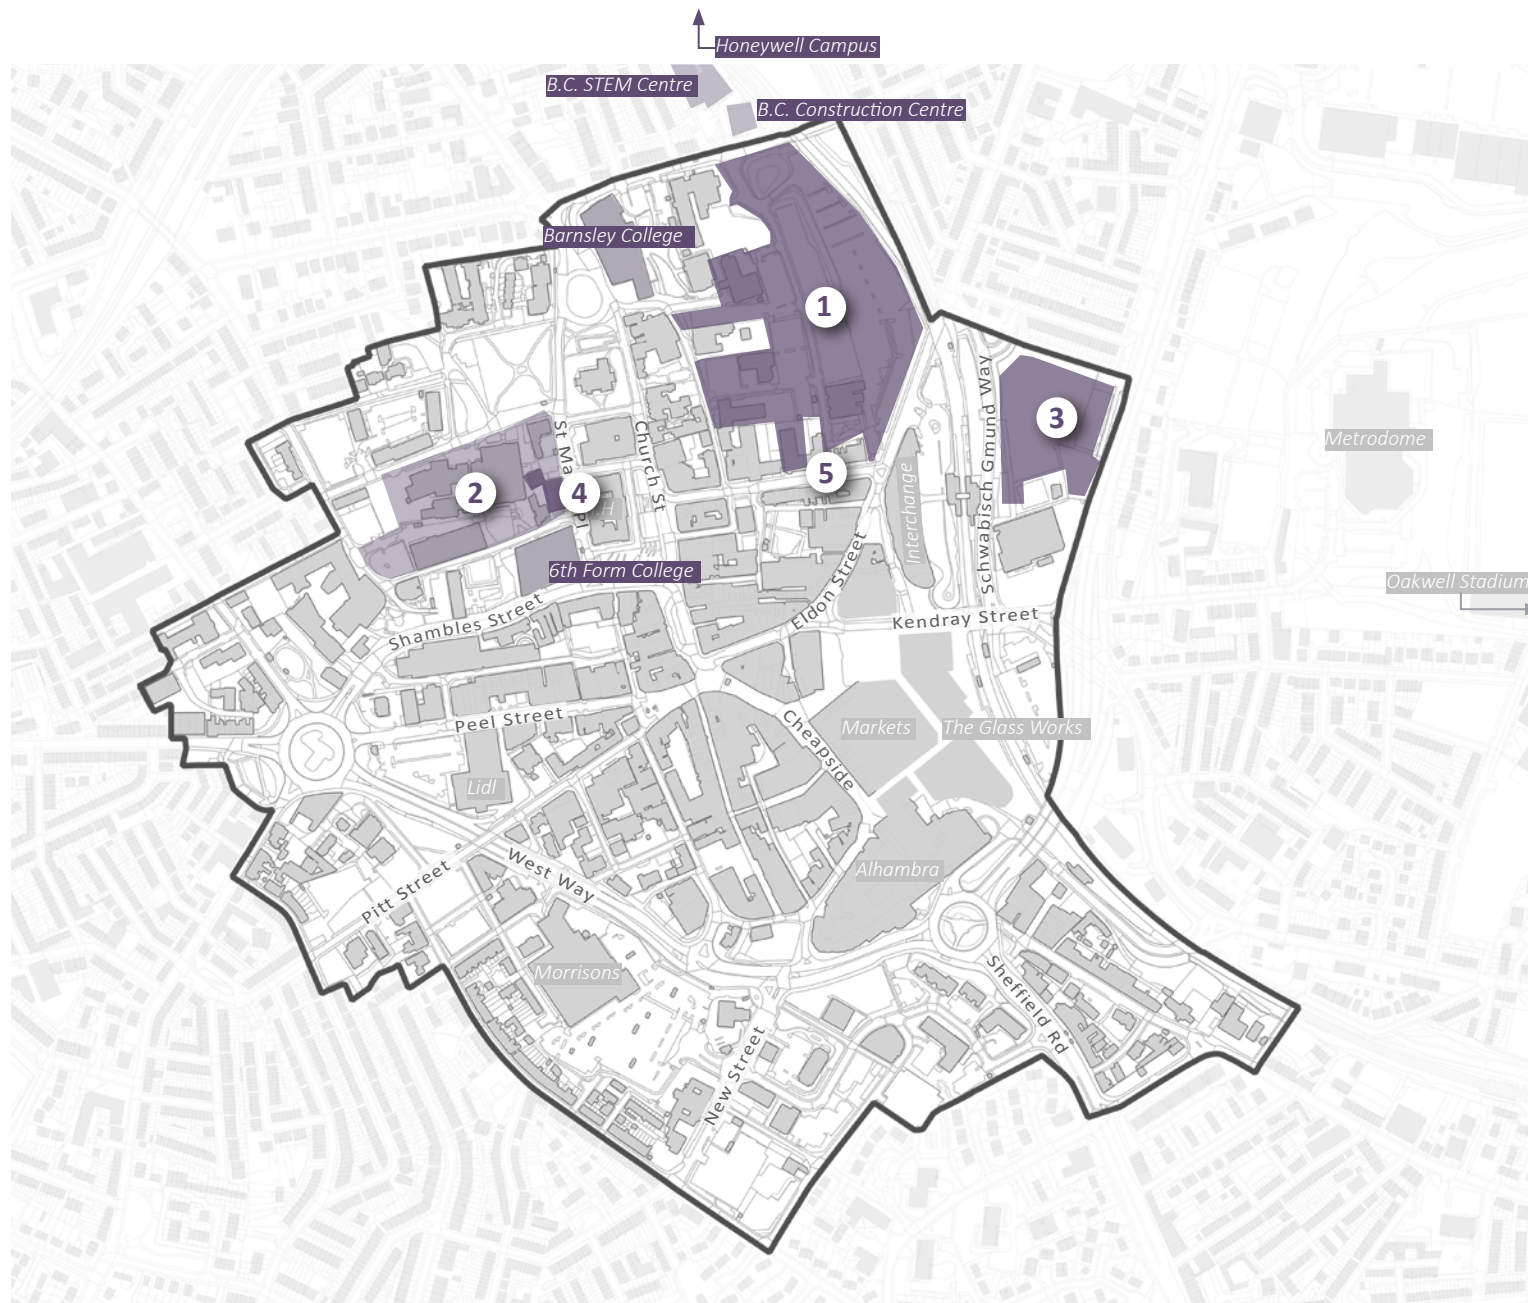 Honeywell Campus
B.C. STEM Centre
B.C. Construction Centre
Barnsley College
1
Schwabisch Gmund Way
3
Metrodome
St Ma
Pl
Church St
2
4
H
5
Interchange
6th Form College
Oakwell Stadium
Eldon Street
Shambles Street
Kendray Street
Peel Street
Cheapside
Markets
The Glass Works
Lidl
West Way
Pitt Street
Alhambra
Morrisons
Sheffield Rd
New Street